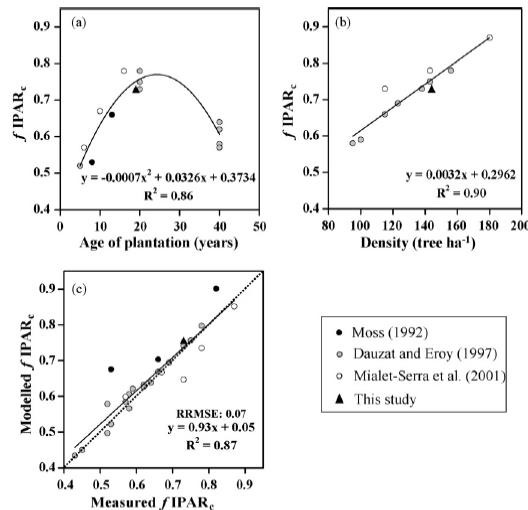 (a)
f IPARc
0.9
0.8
0.7
0.6
0.5
0.4
y = -0.0007x² + 0.0326x + 0.3734
R² = 0.86
0 10 20 30 40 50
Age of plantation (years)
(b)
f IPARc
0.9
0.8
0.7
0.6
0.5
0.4
y = 0.0032x + 0.2962
R² = 0.90
80 100 120 140 160 180 200
Density (tree ha⁻¹)
(c)
Modelled f IPARc
1.0
0.9
0.8
0.7
0.6
0.5
0.4
RRMSE: 0.07
y = 0.93x + 0.05
R² = 0.87
0.4 0.5 0.6 0.7 0.8 0.9
Measured f IPARc
Moss (1992)
Dauzat and Eroy (1997)
Mialet-Serra et al. (2001)
This study